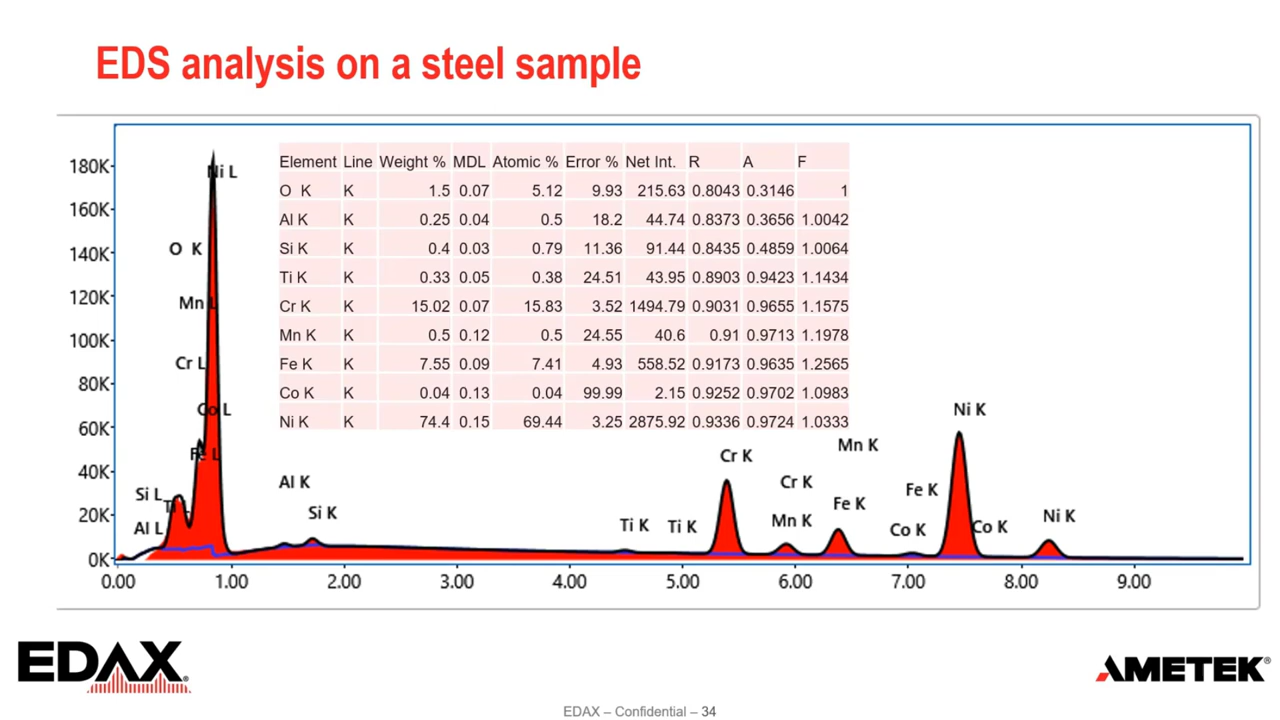 EDS analysis on a steel sample
Element Line Weight % MDL Atomic % Error % Net Int. R A F
O K K 1.5 0.07 5.12 9.93 215.63 0.8043 0.3146 1
Al K K 0.25 0.04 0.5 18.2 44.74 0.8373 0.3656 1.0042
Si K K 0.4 0.03 0.79 11.36 91.44 0.8435 0.4859 1.0064
Ti K K 0.33 0.05 0.38 24.51 43.95 0.8903 0.9423 1.1434
Cr K K 15.02 0.07 15.83 3.52 1494.79 0.9031 0.9655 1.1575
Mn K K 0.5 0.12 0.5 24.55 40.6 0.91 0.9713 1.1978
Fe K K 7.55 0.09 7.41 4.93 558.52 0.9173 0.9635 1.2565
Co K K 0.04 0.13 0.04 99.99 2.15 0.9252 0.9702 1.0983
Ni K K 74.4 0.15 69.44 3.25 2875.92 0.9336 0.9724 1.0333
180K
160K
140K
120K
100K
80K
60K
40K
20K
0K
Ni L
O K
Mn L
Cr L
Co L
Fe L
Si L
Ti L
Al L
Al K
Si K
Ti K
Ti K
Cr K
Cr K
Mn K
Mn K
Fe K
Fe K
Co K
Ni K
Co K
Ni K
0.00 1.00 2.00 3.00 4.00 5.00 6.00 7.00 8.00 9.00
EDAX®
AMETEK®
EDAX – Confidential – 34